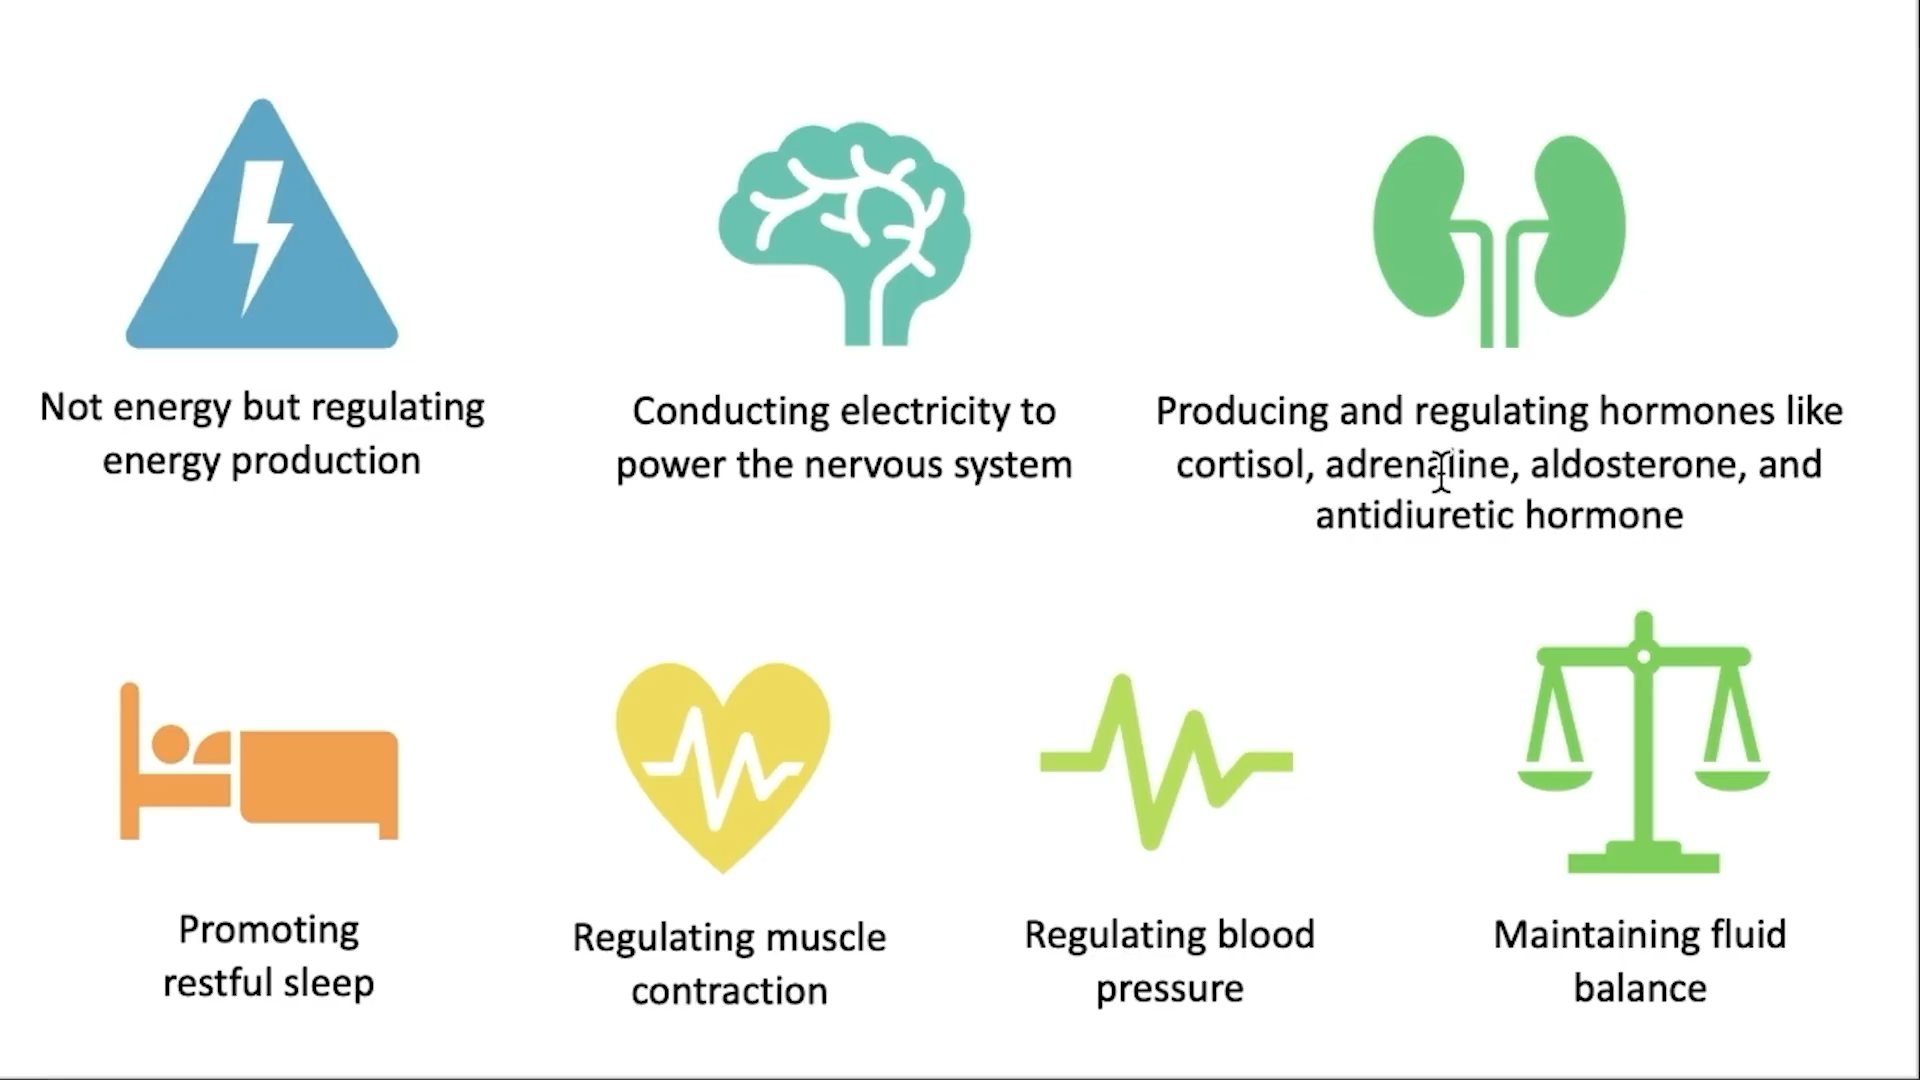 Not energy but regulating
energy production
Conducting electricity to
power the nervous system
Producing and regulating hormones like
cortisol, adrenaline, aldosterone, and
antidiuretic hormone
Promoting
restful sleep
Regulating muscle
contraction
Regulating blood
pressure
Maintaining fluid
balance